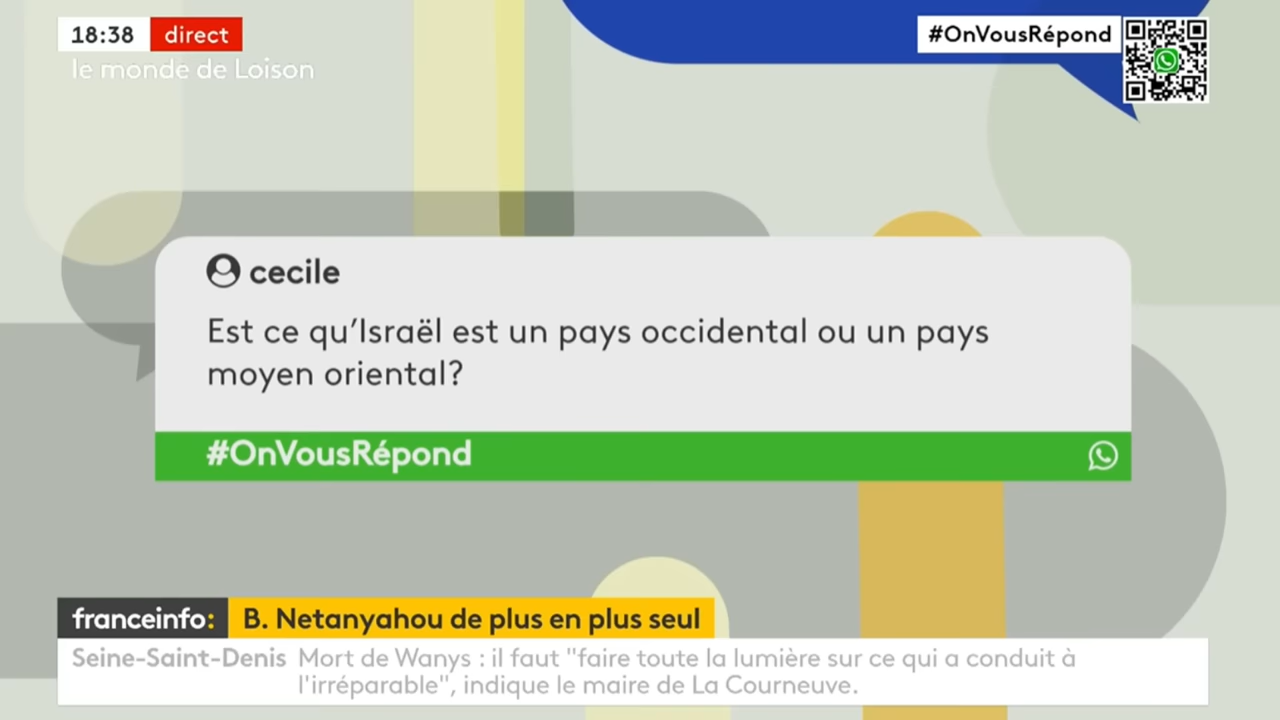 18:38 direct
le monde de Loison
#OnVousRépond
cecile
Est ce qu’Israël est un pays occidental ou un pays
moyen oriental?
#OnVousRépond
franceinfo: B. Netanyahou de plus en plus seul
Seine-Saint-Denis Mort de Wanys : il faut "faire toute la lumière sur ce qui a conduit à
l'irréparable", indique le maire de La Courneuve.